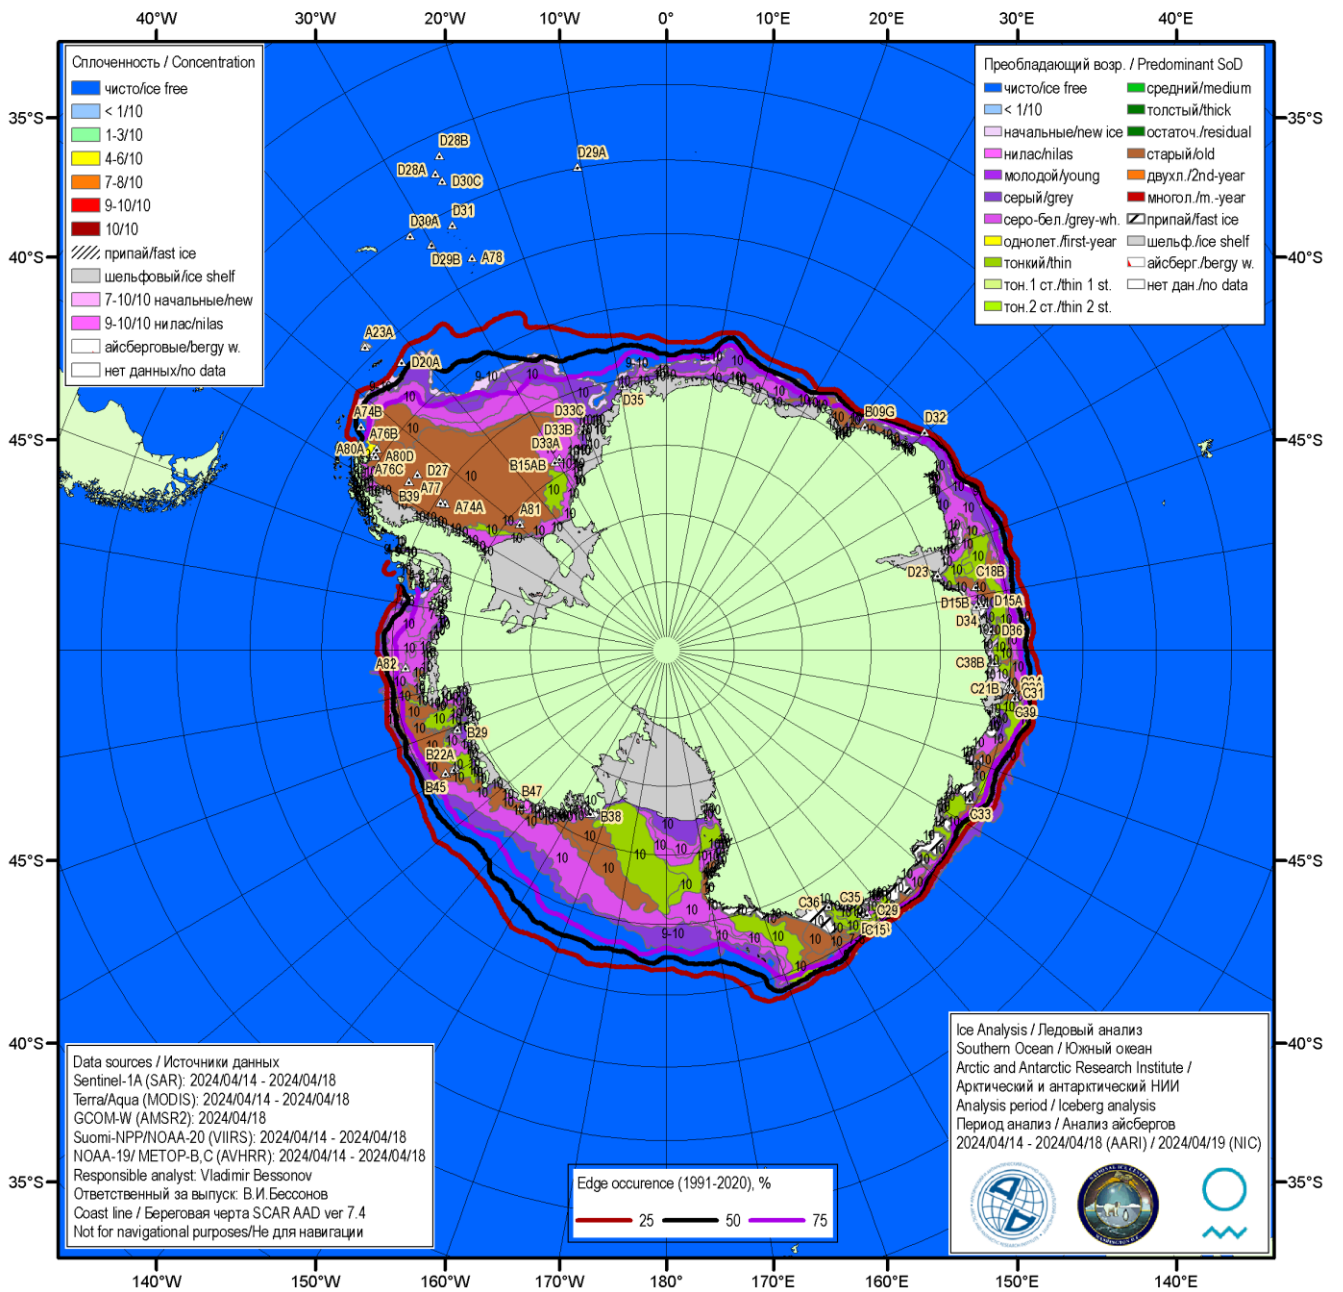 40°W
30°W
20°W
10°W
0°
10°E
20°E
30°E
40°E
35°S
40°S
45°S
45°S
40°S
35°S
35°S
40°S
45°S
45°S
40°S
35°S
Сплоченность / Concentration
чисто/ice free
< 1/10
1-3/10
4-6/10
7-8/10
9-10/10
10/10
припай/fast ice
шельфовый/ice shelf
7-10/10 начальные/new
9-10/10 нилас/nilas
айсберговые/bergy w.
нет данных/no data
Преобладающий возр. / Predominant SoD
чисто/ice free
< 1/10
начальные/new ice
нилас/nilas
молодой/young
серый/grey
серо-бел./grey-wh.
однолет./first-year
тонкий/thin
тон.1 ст./thin 1 st.
тон.2 ст./thin 2 st.
средний/medium
толстый/thick
остаточ./residual
старый/old
двухл./2nd-year
многол./m.-year
припай/fast ice
шельф./ice shelf
айсберг./bergy w.
нет дан./no data
D28B
D28A
D30C
D29A
D31
D30A
D29B
A78
A23A
D20A
A74B
A76B
A80A
A80D
A76C
D27
A77
B39
A74A
A81
D33C
D33B
D33A
B15AB
D35
B09G
D32
D23
C18B
D15B
D15A
D34
D36
C38B
C21B
C31
C39
C33
A82
B29
B22A
B45
B47
B38
C36
C35
C29
C15
9-10
Data sources / Источники данных
Sentinel-1A (SAR): 2024/04/14 - 2024/04/18
Terra/Aqua (MODIS): 2024/04/14 - 2024/04/18
GCOM-W (AMSR2): 2024/04/18
Suomi-NPP/NOAA-20 (VIIRS): 2024/04/14 - 2024/04/18
NOAA-19/ METOP-B,C (AVHRR): 2024/04/14 - 2024/04/18
Responsible analyst: Vladimir Bessonov
Ответственный за выпуск: В.И.Бессонов
Coast line / Береговая черта SCAR AAD ver 7.4
Not for navigational purposes/Не для навигации
Edge occurence (1991-2020), %
25 50 75
Ice Analysis / Ледовый анализ
Southern Ocean / Южный океан
Arctic and Antarctic Research Institute /
Арктический и антарктический НИИ
Analysis period / Iceberg analysis
Период анализ / Анализ айсбергов
2024/04/14 - 2024/04/18 (AARI) / 2024/04/19 (NIC)
140°W
150°W
160°W
170°W
180°
170°E
160°E
150°E
140°E